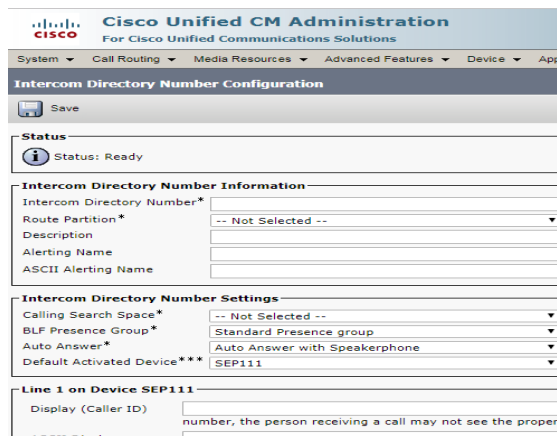 Cisco Unified CM Administration
CISCO
For Cisco Unified Communications Solutions
System Call Routing Media Resources Advanced Features Device App
Intercom Directory Number Configuration
Save
Status
i Status: Ready
Intercom Directory Number Information
Intercom Directory Number*
Route Partition* -- Not Selected --
Description
Alerting Name
ASCII Alerting Name
Intercom Directory Number Settings
Calling Search Space* -- Not Selected --
BLF Presence Group* Standard Presence group
Auto Answer* Auto Answer with Speakerphone
Default Activated Device*** SEP111
Line 1 on Device SEP111
Display (Caller ID)
number, the person receiving a call may not see the proper